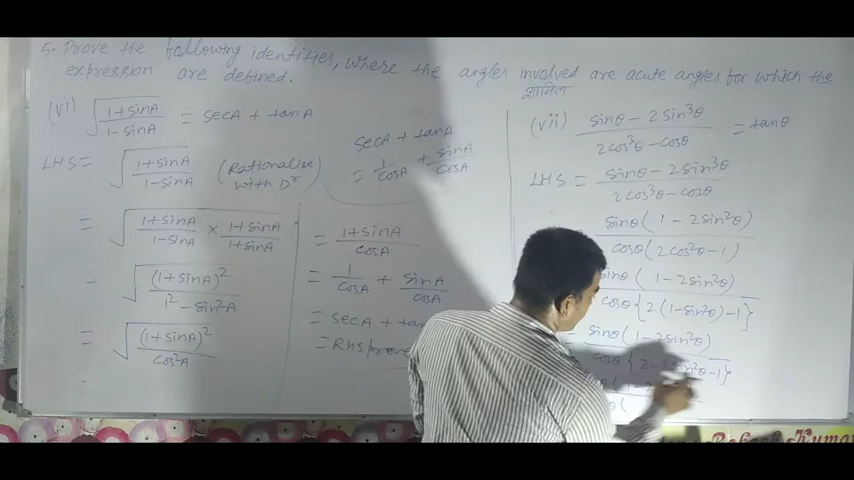 5. Prove the following identities, where the angles involved are acute angles for which the
शामिल
expression are defined.
(vi) √((1+sinA)/(1-sinA)) = secA + tanA
LHS = √((1+sinA)/(1-sinA)) (Rationalise with Dr)
= √((1+sinA)/(1-sinA) × (1+sinA)/(1+sinA))
= √((1+sinA)²/(1² - sin²A))
= √((1+sinA)²/cos²A)
=
secA + tanA
= 1/cosA + sinA/cosA
= (1+sinA)/cosA
= 1/cosA + sinA/cosA
= secA + tan
= RHS prove
(vii) (sinθ - 2sin³θ)/(2cos³θ - cosθ) = tanθ
LHS = (sinθ - 2sin³θ)/(2cos³θ - cosθ)
sinθ(1 - 2sin²θ)/cosθ(2cos²θ - 1)
sinθ(1 - 2sin²θ)/cosθ{2(1-sin²θ)-1}
= sinθ(1 - 2sin²θ)/cosθ{2 - 2sin²θ - 1}
Rakesh Kumar